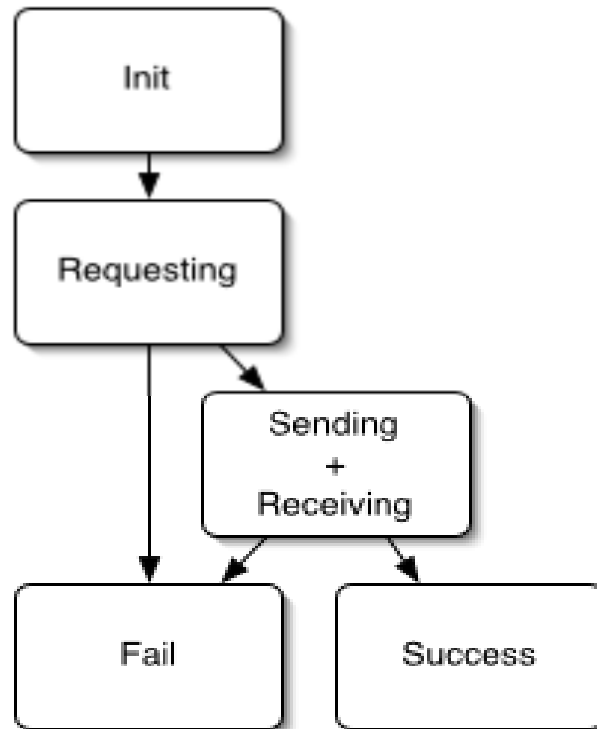 Init
Requesting
Sending
+
Receiving
Fail
Success